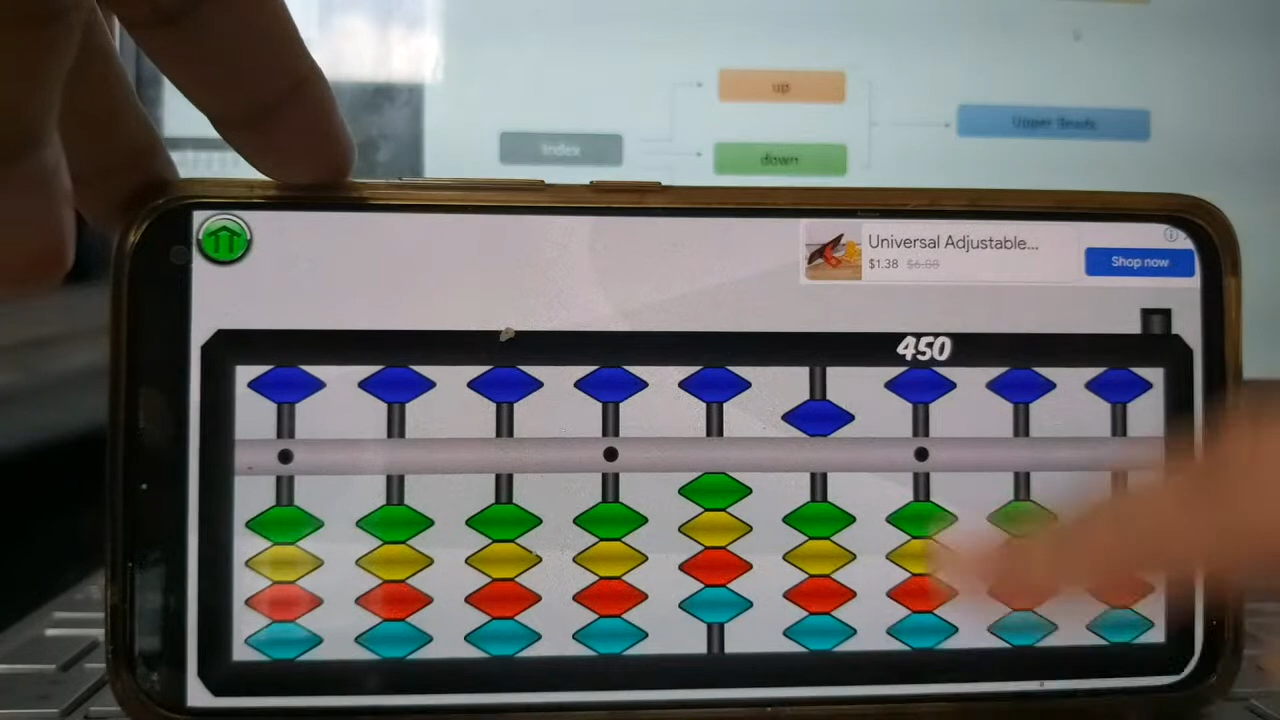 up
Index
down
Upper Beads
Universal Adjustable...
$1.38 $6.88
Shop now
450